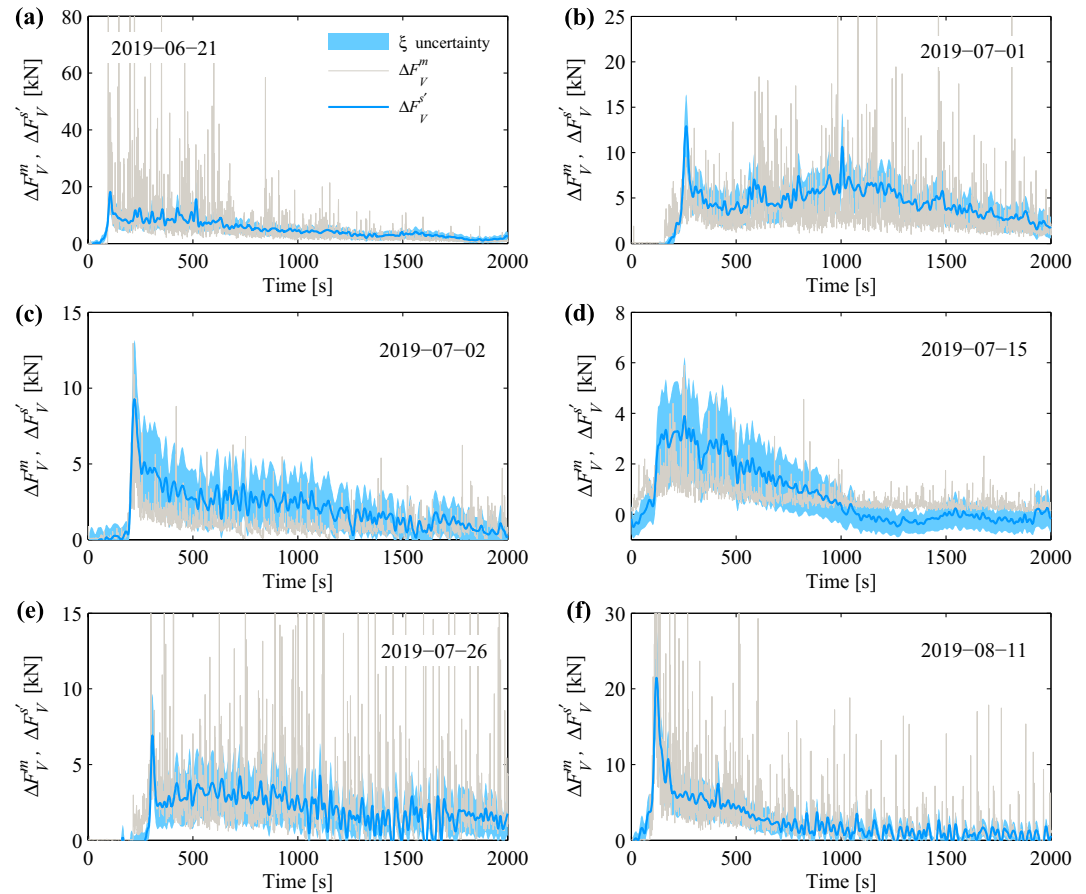 (a)
80
60
40
20
0
ΔF_V^m , ΔF_V^s′ [kN]
2019−06−21
ξ uncertainty
ΔF_V^m
ΔF_V^s′
0 500 1000 1500 2000
Time [s]
(b)
25
20
15
10
5
0
ΔF_V^m , ΔF_V^s′ [kN]
2019−07−01
0 500 1000 1500 2000
Time [s]
(c)
15
10
5
0
ΔF_V^m , ΔF_V^s′ [kN]
2019−07−02
0 500 1000 1500 2000
Time [s]
(d)
8
6
4
2
0
ΔF_V^m , ΔF_V^s′ [kN]
2019−07−15
0 500 1000 1500 2000
Time [s]
(e)
15
10
5
0
ΔF_V^m , ΔF_V^s′ [kN]
2019−07−26
0 500 1000 1500 2000
Time [s]
(f)
30
20
10
0
ΔF_V^m , ΔF_V^s′ [kN]
2019−08−11
0 500 1000 1500 2000
Time [s]